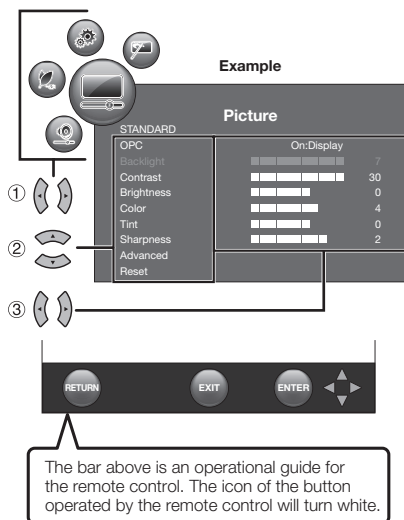 Example
Picture
STANDARD
OPC On:Display
Backlight 7
Contrast 30
Brightness 0
Color 4
Tint 0
Sharpness 2
Advanced
Reset
①
②
③
RETURN EXIT ENTER
The bar above is an operational guide for
the remote control. The icon of the button
operated by the remote control will turn white.